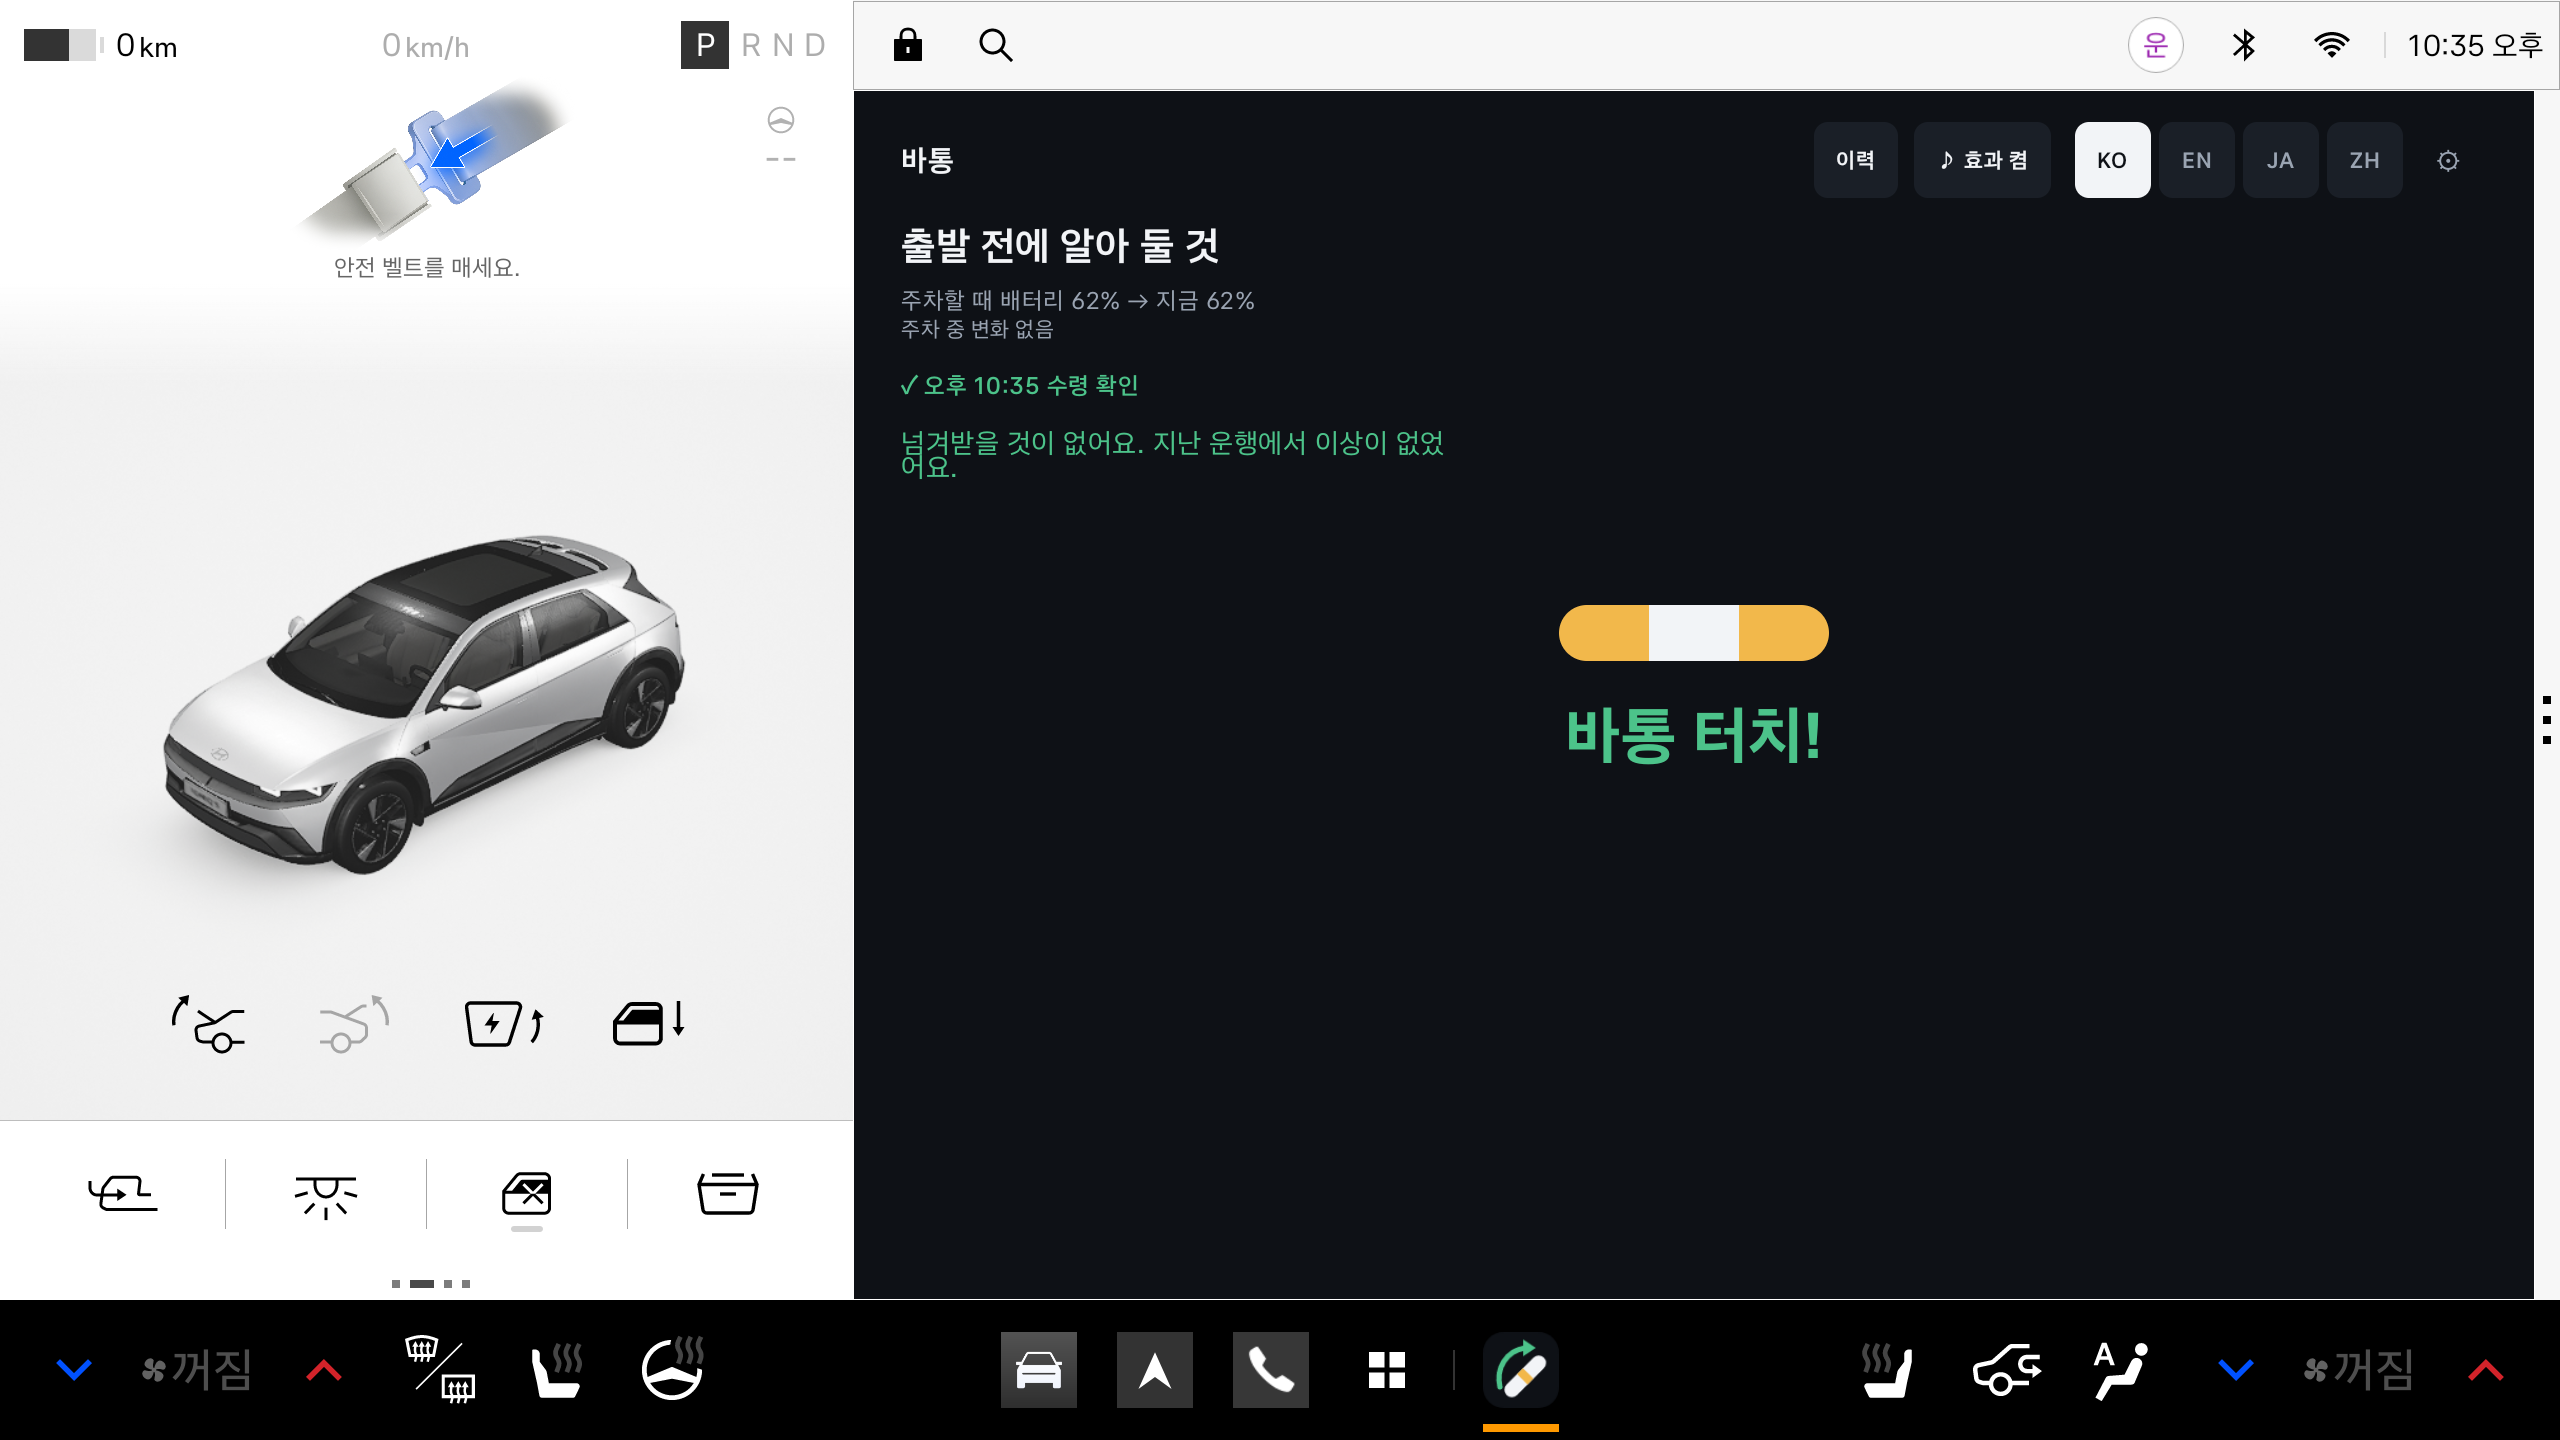 0 km
0 km/h
P R N D
운
10:35 오후
안전 벨트를 매세요.
바통
이력
♪ 효과 켬
KO
EN
JA
ZH
출발 전에 알아 둘 것
주차할 때 배터리 62% → 지금 62%
주차 중 변화 없음
✓ 오후 10:35 수령 확인
넘겨받을 것이 없어요. 지난 운행에서 이상이 없었
어요.
바통 터치!
꺼짐
A
꺼짐